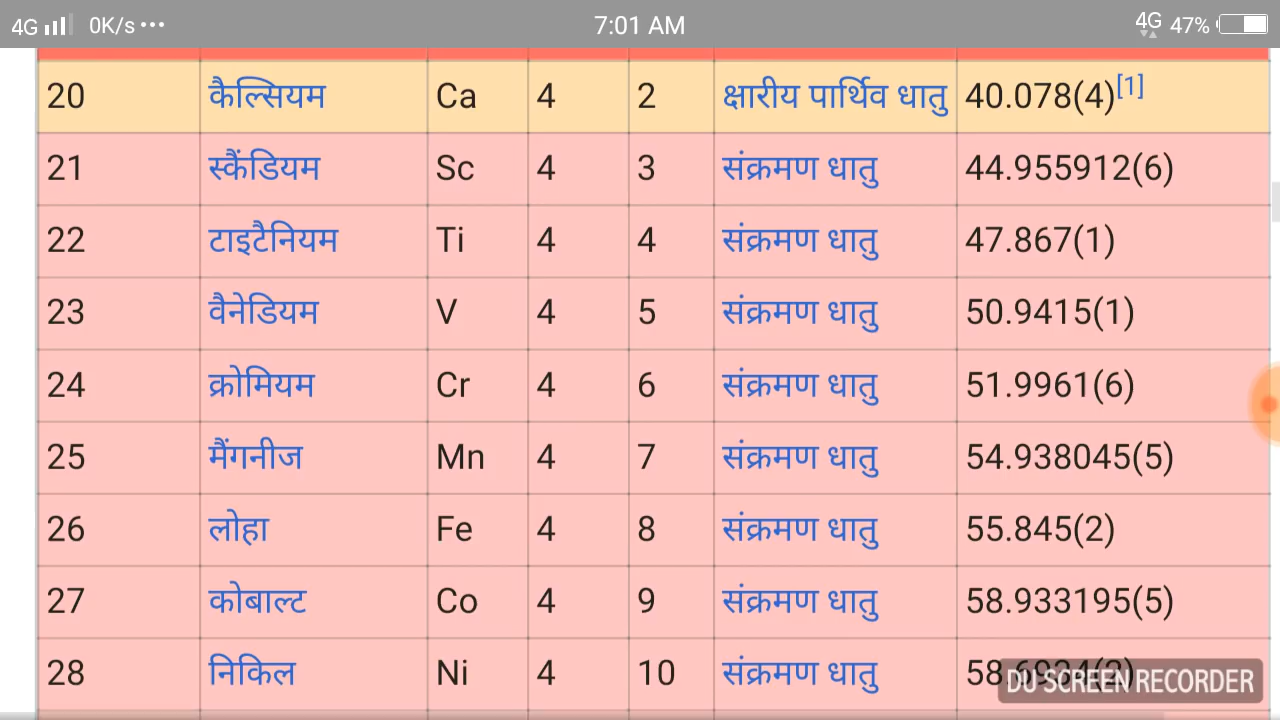 4G 0K/s ••• 7:01 AM 4G 47%
20 कैल्सियम Ca 4 2 क्षारीय पार्थिव धातु 40.078(4)[1]
21 स्कैंडियम Sc 4 3 संक्रमण धातु 44.955912(6)
22 टाइटैनियम Ti 4 4 संक्रमण धातु 47.867(1)
23 वैनेडियम V 4 5 संक्रमण धातु 50.9415(1)
24 क्रोमियम Cr 4 6 संक्रमण धातु 51.9961(6)
25 मैंगनीज Mn 4 7 संक्रमण धातु 54.938045(5)
26 लोहा Fe 4 8 संक्रमण धातु 55.845(2)
27 कोबाल्ट Co 4 9 संक्रमण धातु 58.933195(5)
28 निकिल Ni 4 10 संक्रमण धातु 58.6934(2)
DU SCREEN RECORDER